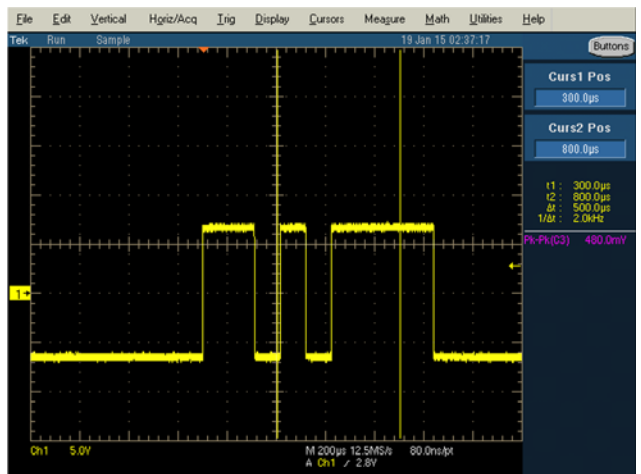 File Edit Vertical Horiz/Acq Trig Display Cursors Measure Math Utilities Help
Tek Run Sample 19 Jan 15 02:37:17
Buttons
Curs1 Pos
300.0µs
Curs2 Pos
800.0µs
t1 : 300.0µs
t2 : 800.0µs
Δt : 500.0µs
1/Δt : 2.0kHz
Pk-Pk(C3) 480.0mV
1
Ch1 5.0V M 200µs 12.5MS/s 80.0ns/pt
A Ch1 / 2.8V